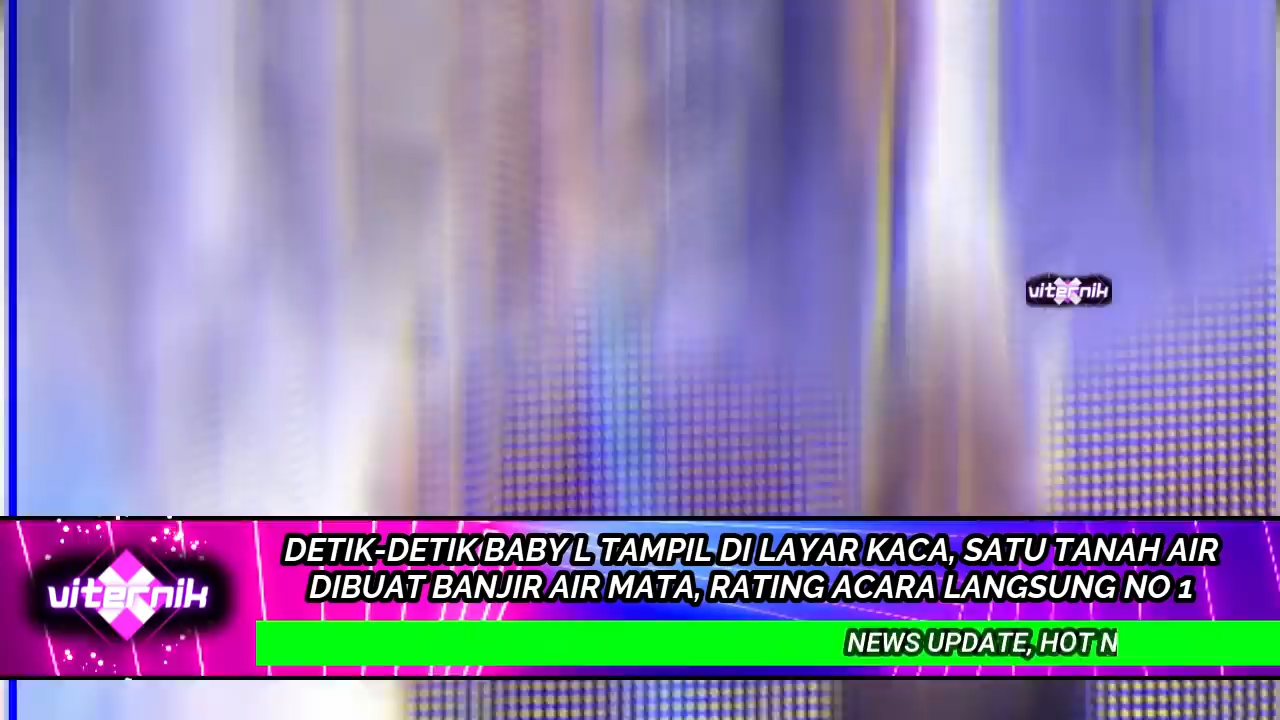 viternik
DETIK-DETIK BABY L TAMPIL DI LAYAR KACA, SATU TANAH AIR
DIBUAT BANJIR AIR MATA, RATING ACARA LANGSUNG NO 1
viternik
NEWS UPDATE, HOT N